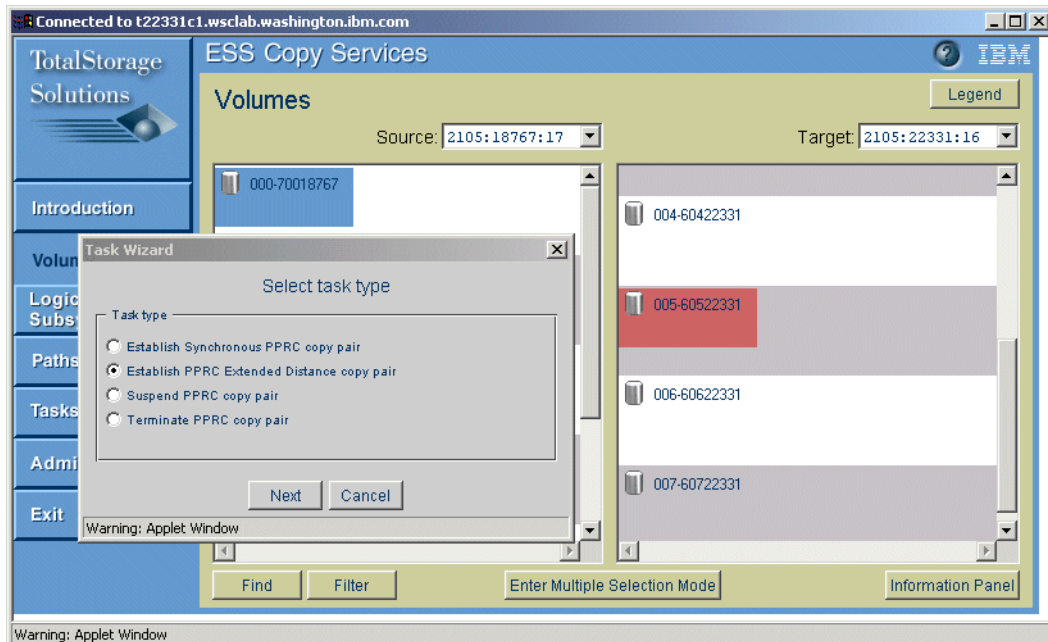 Connected to t22331c1.wsclab.washington.ibm.com
TotalStorage
Solutions
ESS Copy Services
? IBM
Volumes
Legend
Source: 2105:18767:17
Target: 2105:22331:16
Introduction
Volum
Logic
Subs
Paths
Tasks
Admi
Exit
000-70018767
004-60422331
005-60522331
006-60622331
007-60722331
Task Wizard
Select task type
Task type
Establish Synchronous PPRC copy pair
Establish PPRC Extended Distance copy pair
Suspend PPRC copy pair
Terminate PPRC copy pair
Next Cancel
Warning: Applet Window
Find Filter Enter Multiple Selection Mode Information Panel
Warning: Applet Window